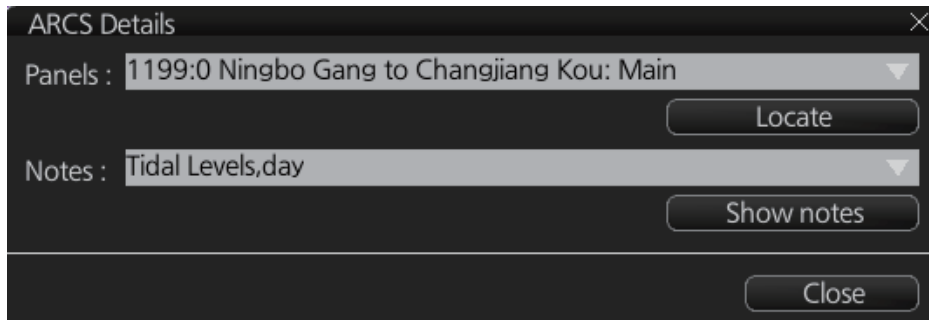 ARCS Details
Panels : 1199:0 Ningbo Gang to Changjiang Kou: Main
Locate
Notes : Tidal Levels,day
Show notes
Close